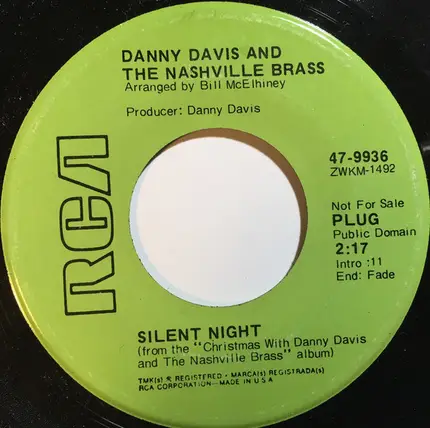 DANNY DAVIS AND
THE NASHVILLE BRASS
Arranged by Bill McElhiney
Producer: Danny Davis
RCA
47-9936
ZWKM-1492
Not For Sale
PLUG
Public Domain
2:17
Intro :11
End: Fade
SILENT NIGHT
(from the "Christmas With Danny Davis
and The Nashville Brass" album)
TMK(s) ® REGISTERED • MARCA(s) REGISTRADA(s)
RCA CORPORATION—MADE IN U.S.A